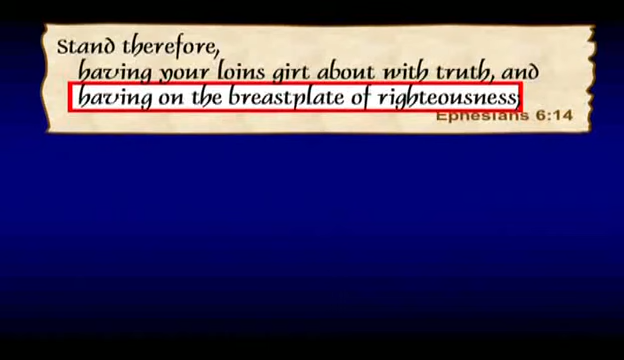 Stand therefore,
having your loins girt about with truth, and
having on the breastplate of righteousness;
Ephesians 6:14